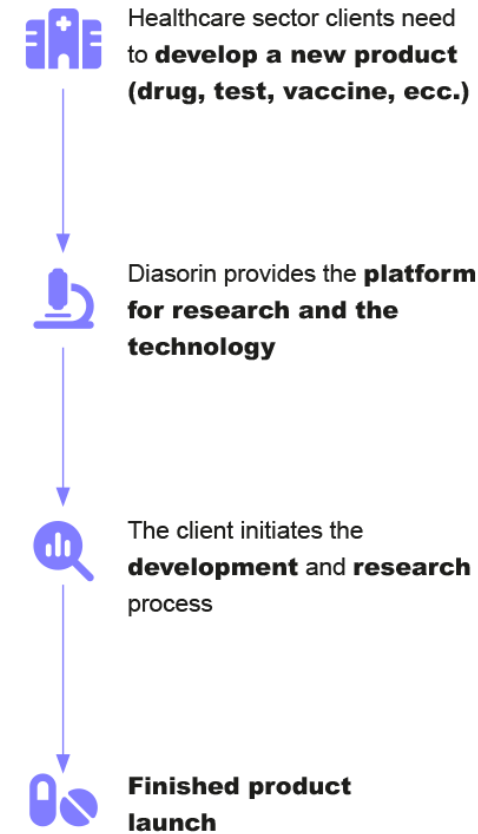 Healthcare sector clients need
to develop a new product
(drug, test, vaccine, ecc.)
Diasorin provides the platform
for research and the
technology
The client initiates the
development and research
process
Finished product
launch